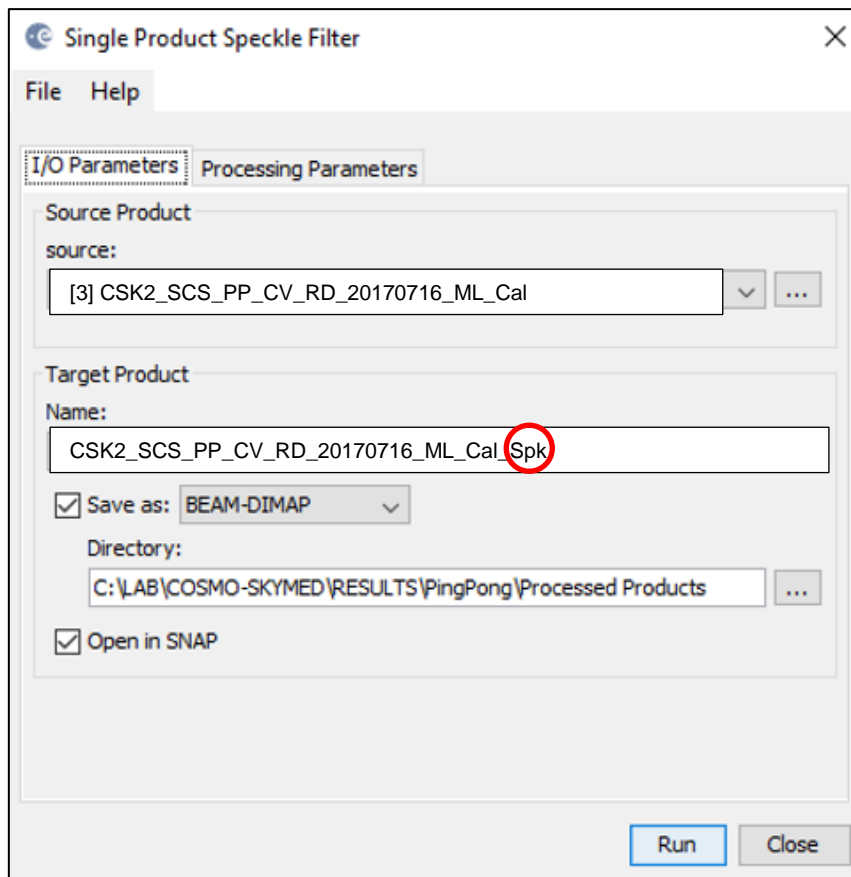 Single Product Speckle Filter
File Help
I/O Parameters Processing Parameters
Source Product
source:
[3] CSK2_SCS_PP_CV_RD_20170716_ML_Cal
...
Target Product
Name:
CSK2_SCS_PP_CV_RD_20170716_ML_Cal_Spk
Save as: BEAM-DIMAP
Directory:
C:\LAB\COSMO-SKYMED\RESULTS\PingPong\Processed Products
...
Open in SNAP
Run Close